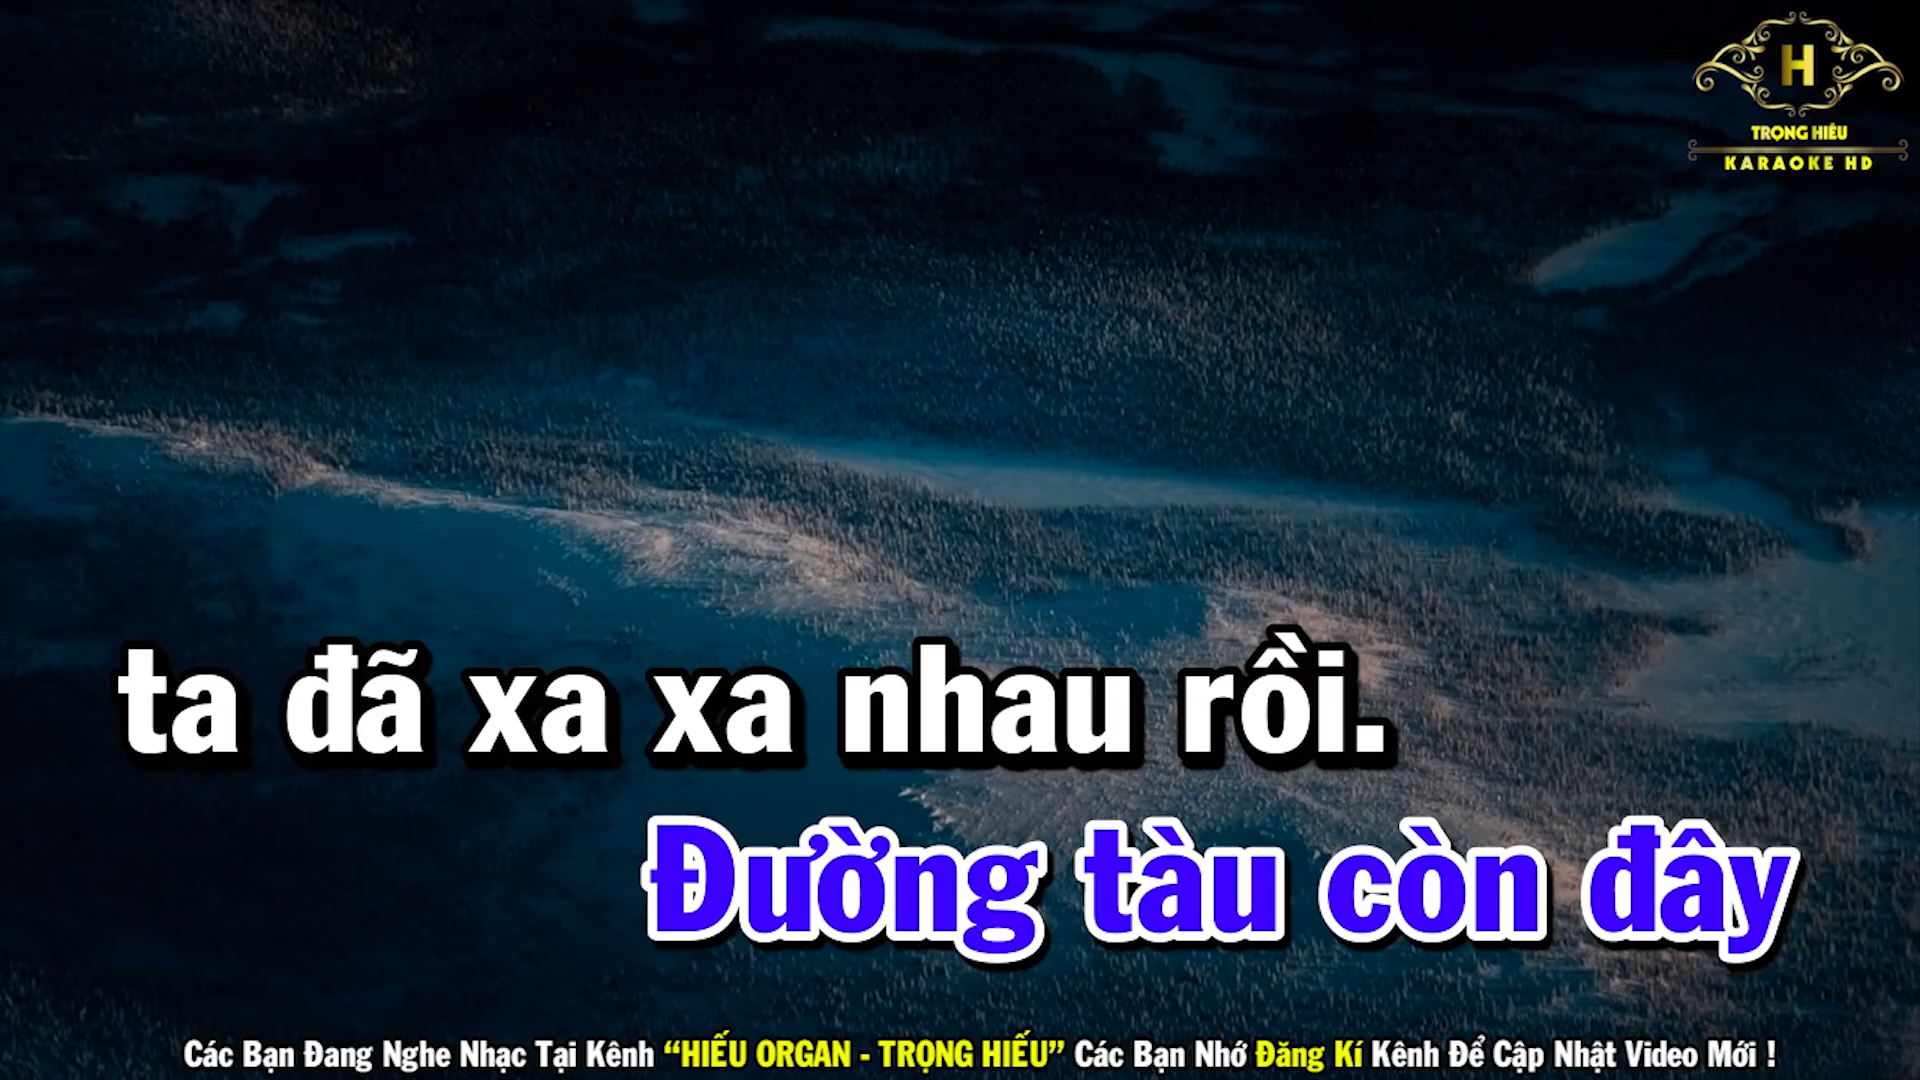 H
TRỌNG HIẾU
KARAOKE HD
ta đã xa xa nhau rồi.
Đường tàu còn đây
Các Bạn Đang Nghe Nhạc Tại Kênh “HIẾU ORGAN - TRỌNG HIẾU” Các Bạn Nhớ Đăng Kí Kênh Để Cập Nhật Video Mới !